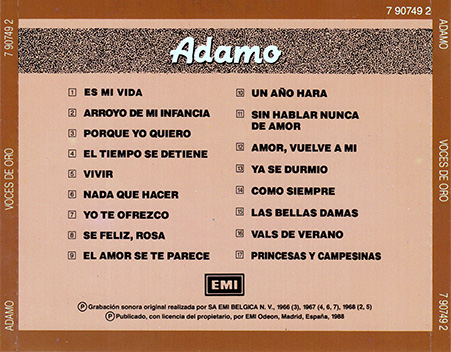 7 90749 2
Adamo
1 ES MI VIDA
2 ARROYO DE MI INFANCIA
3 PORQUE YO QUIERO
4 EL TIEMPO SE DETIENE
5 VIVIR
6 NADA QUE HACER
7 YO TE OFREZCO
8 SE FELIZ, ROSA
9 EL AMOR SE TE PARECE
10 UN AÑO HARA
11 SIN HABLAR NUNCA
DE AMOR
12 AMOR, VUELVE A MI
13 YA SE DURMIO
14 COMO SIEMPRE
15 LAS BELLAS DAMAS
16 VALS DE VERANO
17 PRINCESAS Y CAMPESINAS
EMI
Ⓟ Grabación sonora original realizada por SA EMI BELGICA N. V., 1966 (3), 1967 (4, 6, 7), 1968 (2, 5)
Ⓟ Publicado, con licencia del propietario, por EMI Odeon, Madrid, España, 1988
ADAMO VOCES DE ORO 7 90749 2
ADAMO VOCES DE ORO 7 90749 2